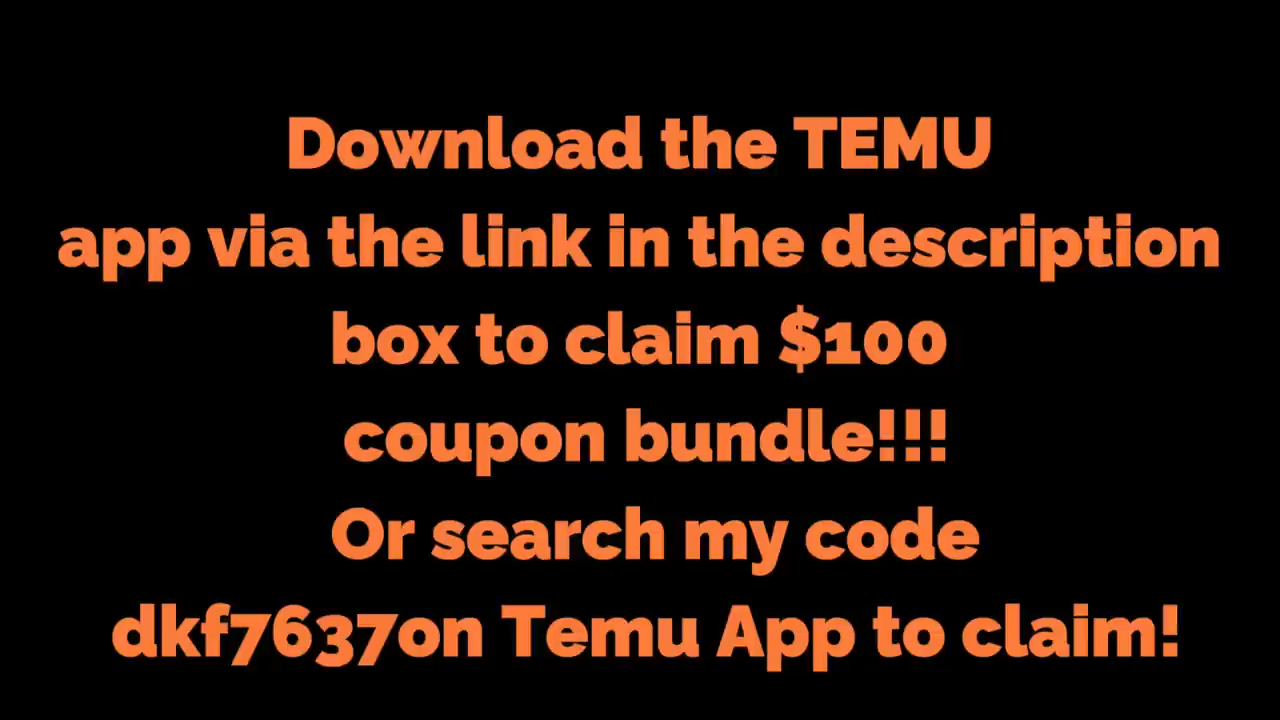 Download the TEMU
app via the link in the description
box to claim $100
coupon bundle!!!
Or search my code
dkf7637on Temu App to claim!